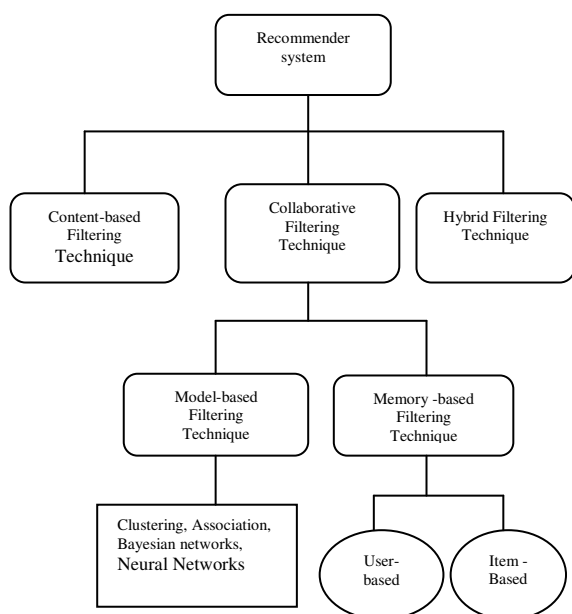 Recommender
system
Content-based
Filtering
Technique
Collaborative
Filtering
Technique
Hybrid Filtering
Technique
Model-based
Filtering
Technique
Memory -based
Filtering
Technique
Clustering, Association,
Bayesian networks,
Neural Networks
User-
based
Item -
Based